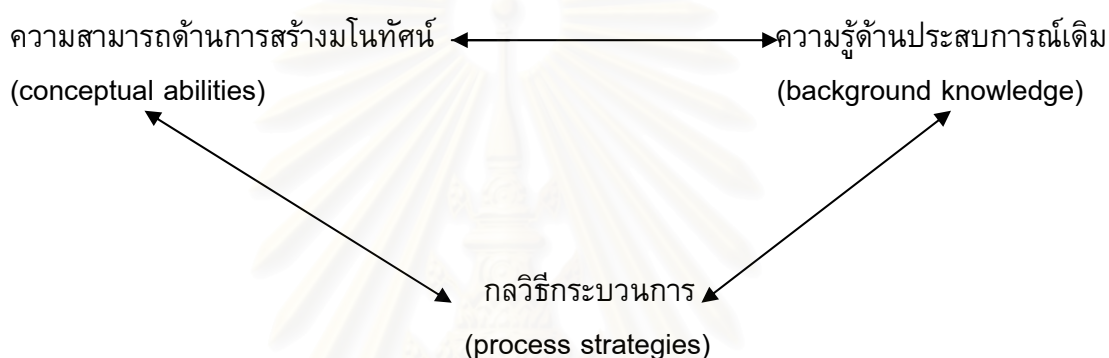 ความสามารถด้านการสร้างมโนทัศน์
(conceptual abilities)
ความรู้ด้านประสบการณ์เดิม
(background knowledge)
กลวิธีกระบวนการ
(process strategies)